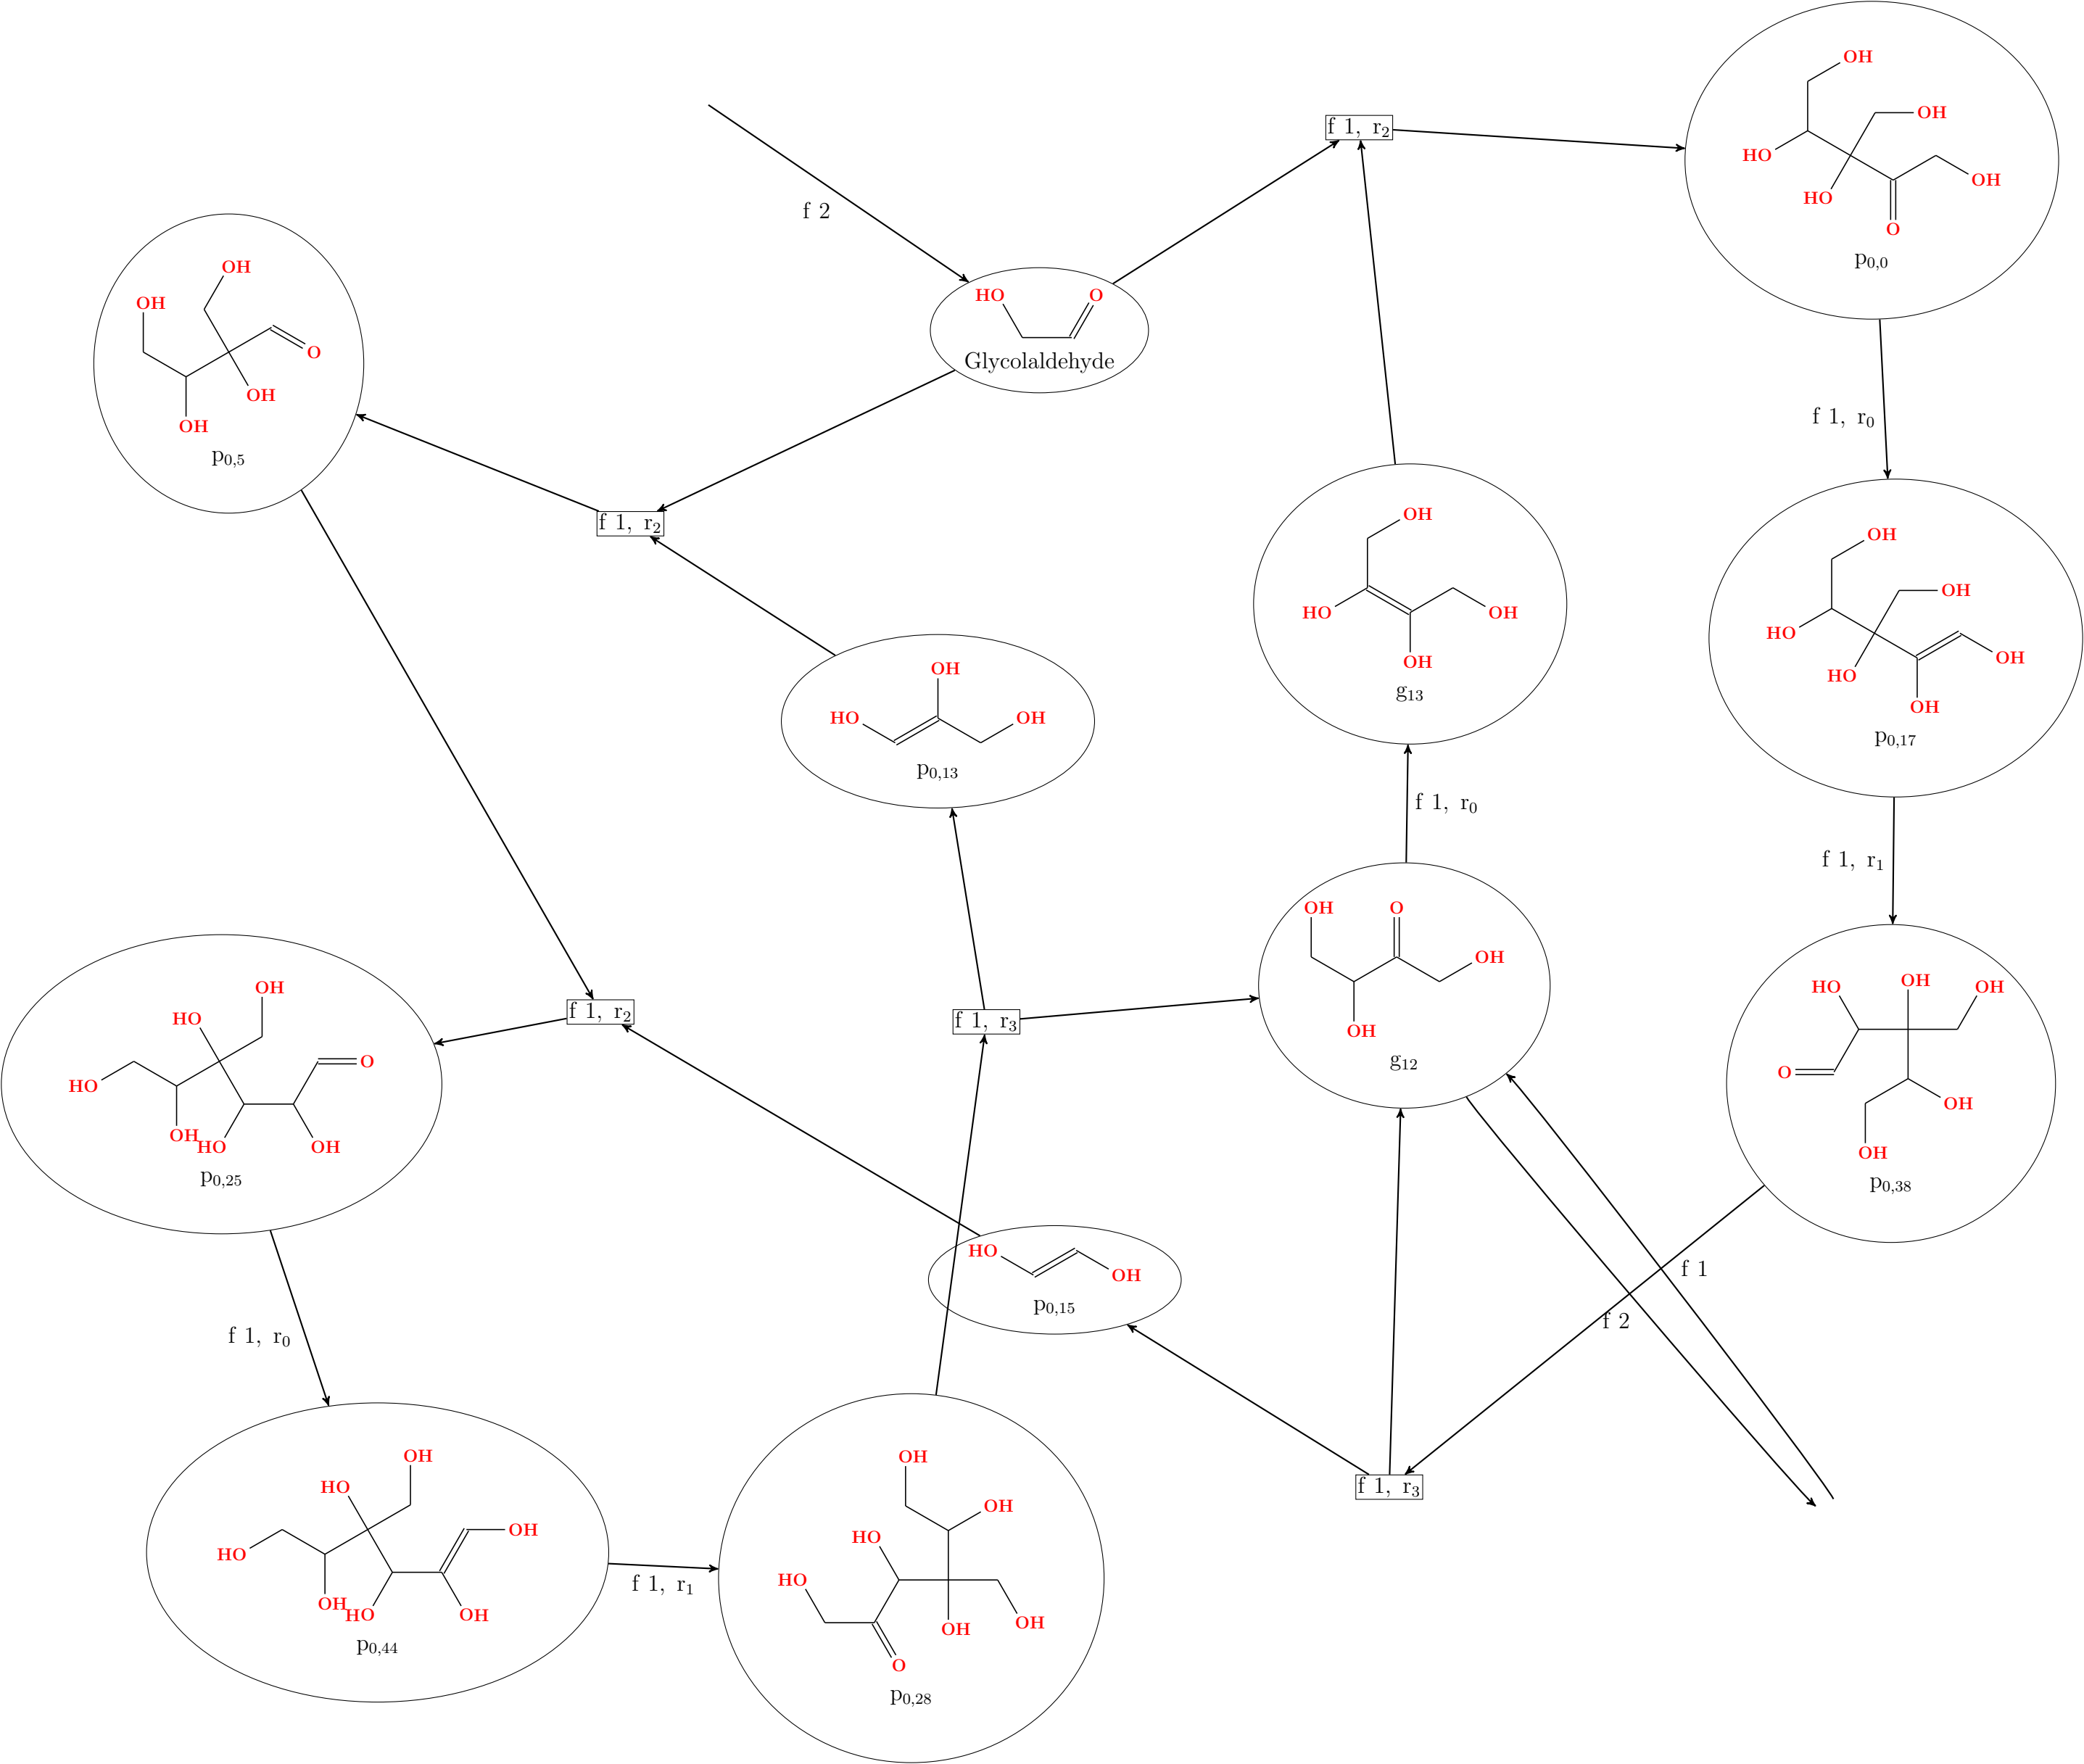 OH
OH
HO
HO
OH
O
p0,0
f 1, r2
f 2
HO
O
Glycolaldehyde
OH
OH
O
OH
OH
p0,5
f 1, r0
f 1, r2
OH
HO
OH
OH
g13
OH
OH
HO
HO
OH
OH
p0,17
OH
HO
OH
p0,13
f 1, r0
f 1, r1
OH
O
OH
OH
g12
OH
HO
O
HO
OH
HO
OH
p0,25
f 1, r2
f 1, r3
OH
HO
OH
O
OH
OH
p0,38
HO
OH
p0,15
f 1
f 2
f 1, r0
OH
HO
OH
HO
OH
HO
OH
p0,44
f 1, r1
f 1, r3
OH
OH
HO
HO
OH
OH
O
p0,28